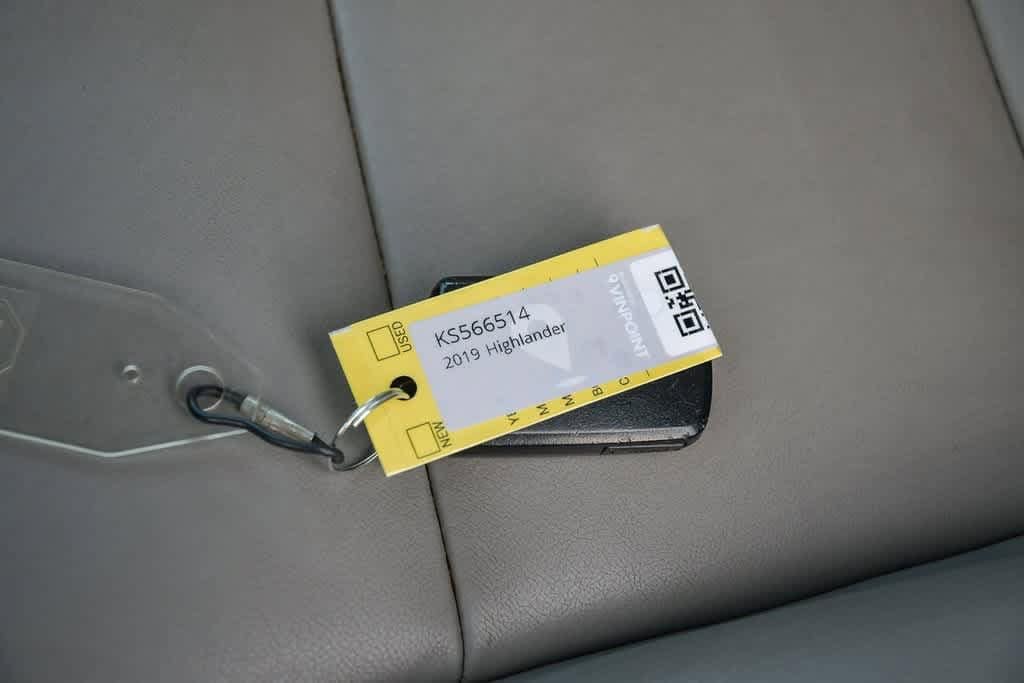 KS566514
2019 Highlander
VINPOINT
USED
NEW